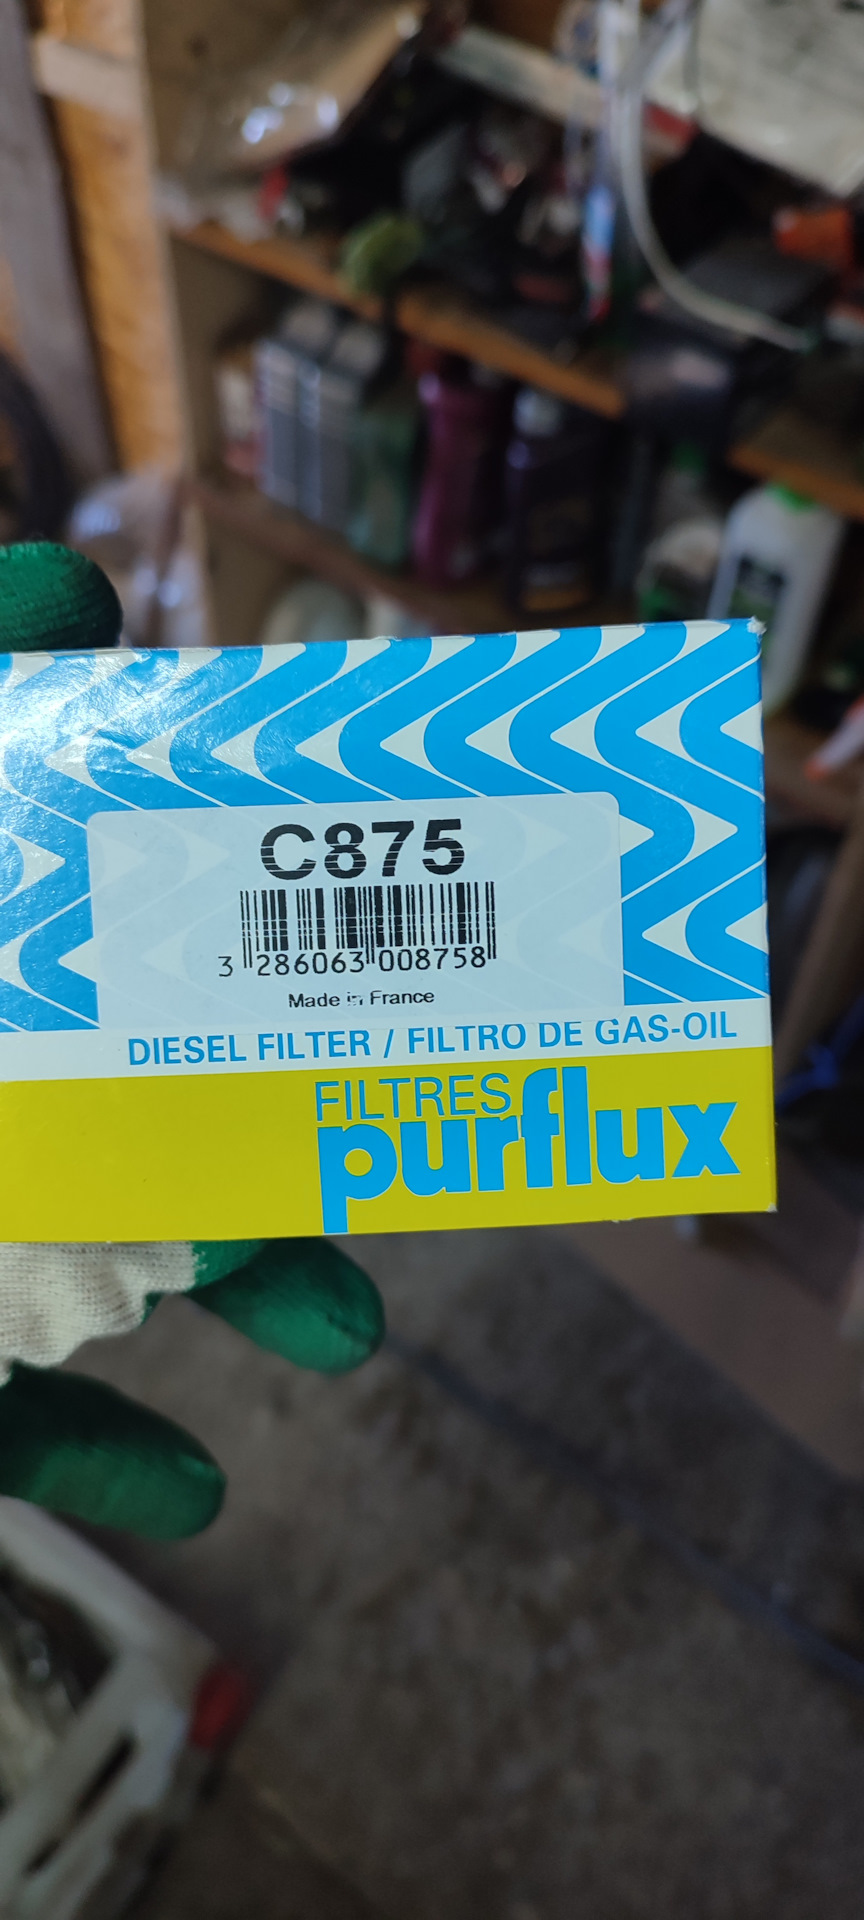 C875
3 286063 008758
Made in France
DIESEL FILTER / FILTRO DE GAS-OIL
FILTRES
purflux